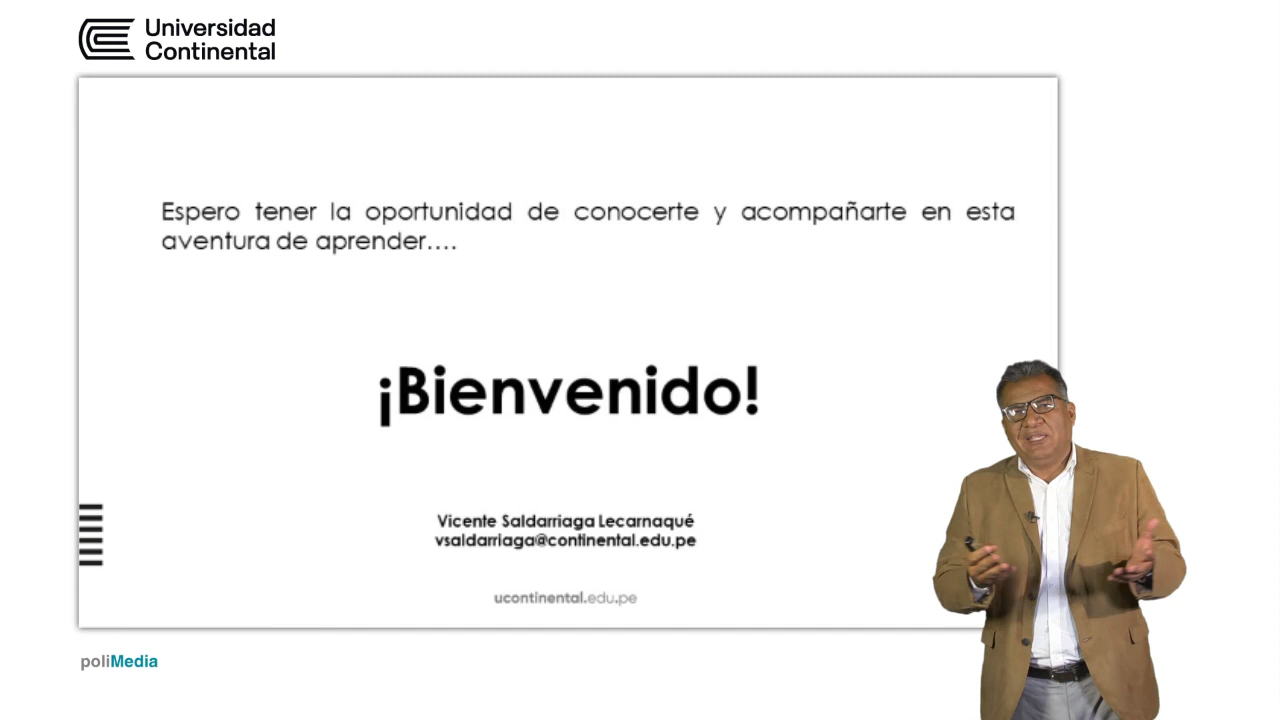 Universidad
Continental
Espero tener la oportunidad de conocerte y acompañarte en esta
aventura de aprender....
¡Bienvenido!
Vicente Saldarriaga Lecarnaqué
vsaldarriaga@continental.edu.pe
ucontinental.edu.pe
poliMedia